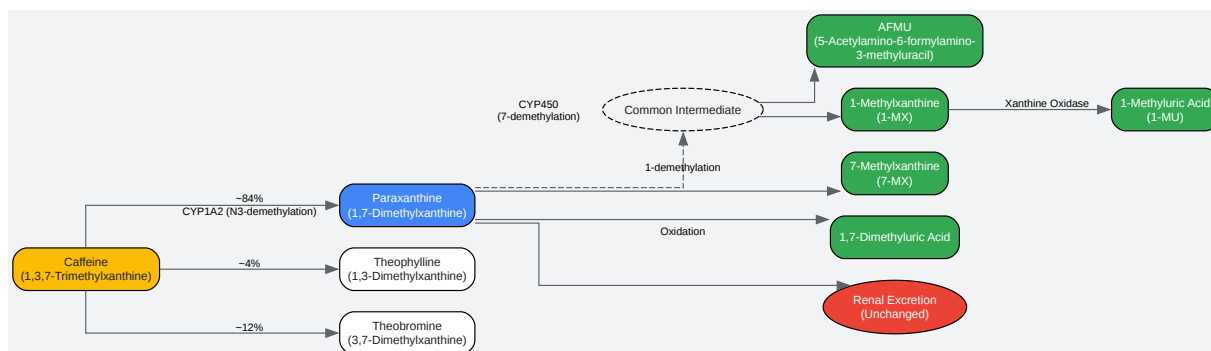 AFMU
(5-Acetylamino-6-formylamino-
3-methyluracil)
CYP450
(7-demethylation)
Common Intermediate
1-Methylxanthine
(1-MX)
Xanthine Oxidase
1-Methyluric Acid
(1-MU)
1-demethylation
7-Methylxanthine
(7-MX)
~84%
CYP1A2 (N3-demethylation)
Paraxanthine
(1,7-Dimethylxanthine)
Oxidation
1,7-Dimethyluric Acid
Caffeine
(1,3,7-Trimethylxanthine)
~4%
Theophylline
(1,3-Dimethylxanthine)
Renal Excretion
(Unchanged)
~12%
Theobromine
(3,7-Dimethylxanthine)